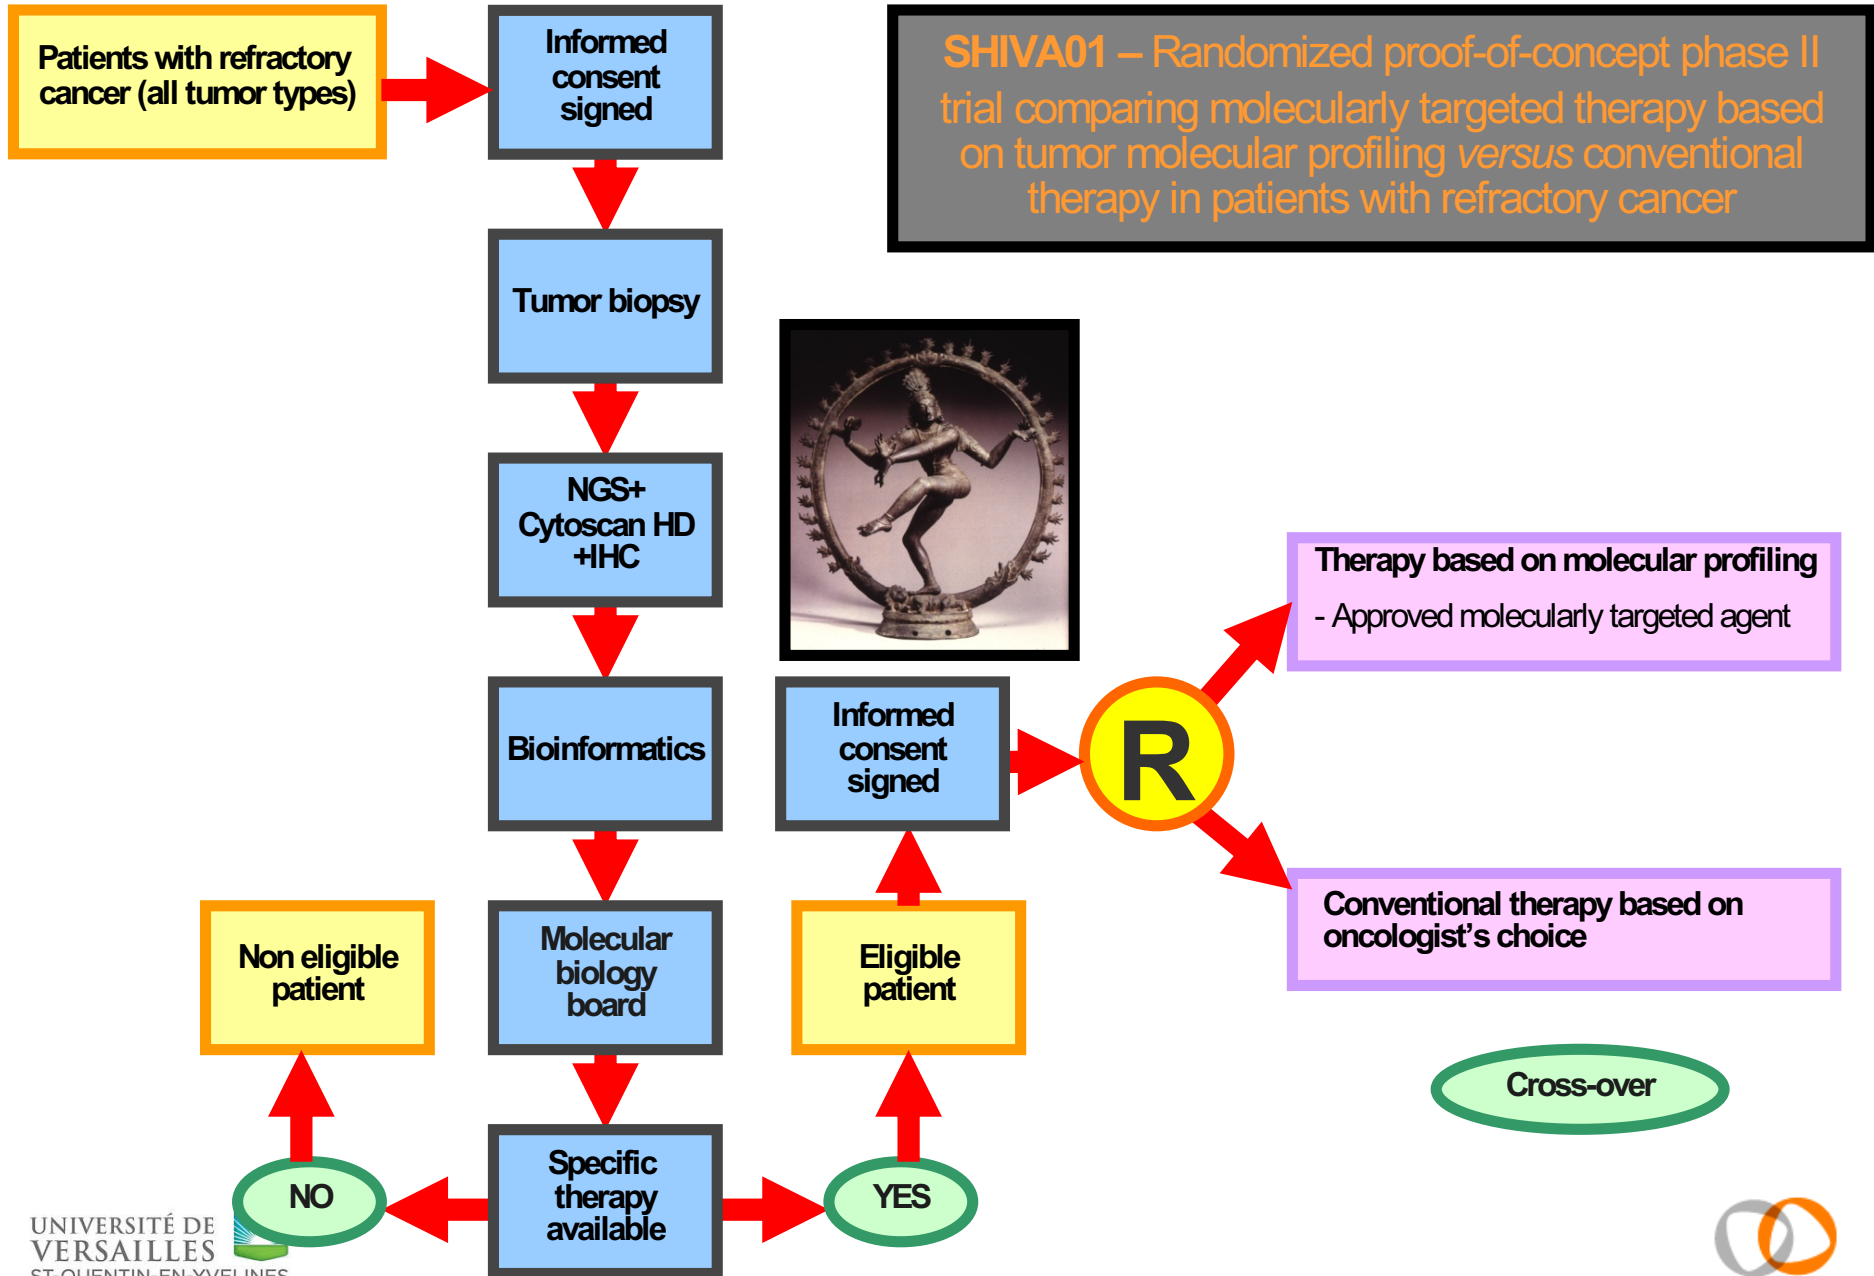 Patients with refractory
cancer (all tumor types)
Informed
consent
signed
SHIVA01 – Randomized proof-of-concept phase II
trial comparing molecularly targeted therapy based
on tumor molecular profiling versus conventional
therapy in patients with refractory cancer
Tumor biopsy
NGS+
Cytoscan HD
+IHC
Bioinformatics
Molecular
biology
board
Specific
therapy
available
NO
Non eligible
patient
YES
Eligible
patient
Informed
consent
signed
R
Therapy based on molecular profiling
- Approved molecularly targeted agent
Conventional therapy based on
oncologist’s choice
Cross-over
UNIVERSITÉ DE
VERSAILLES
ST-QUENTIN-EN-YVELINES